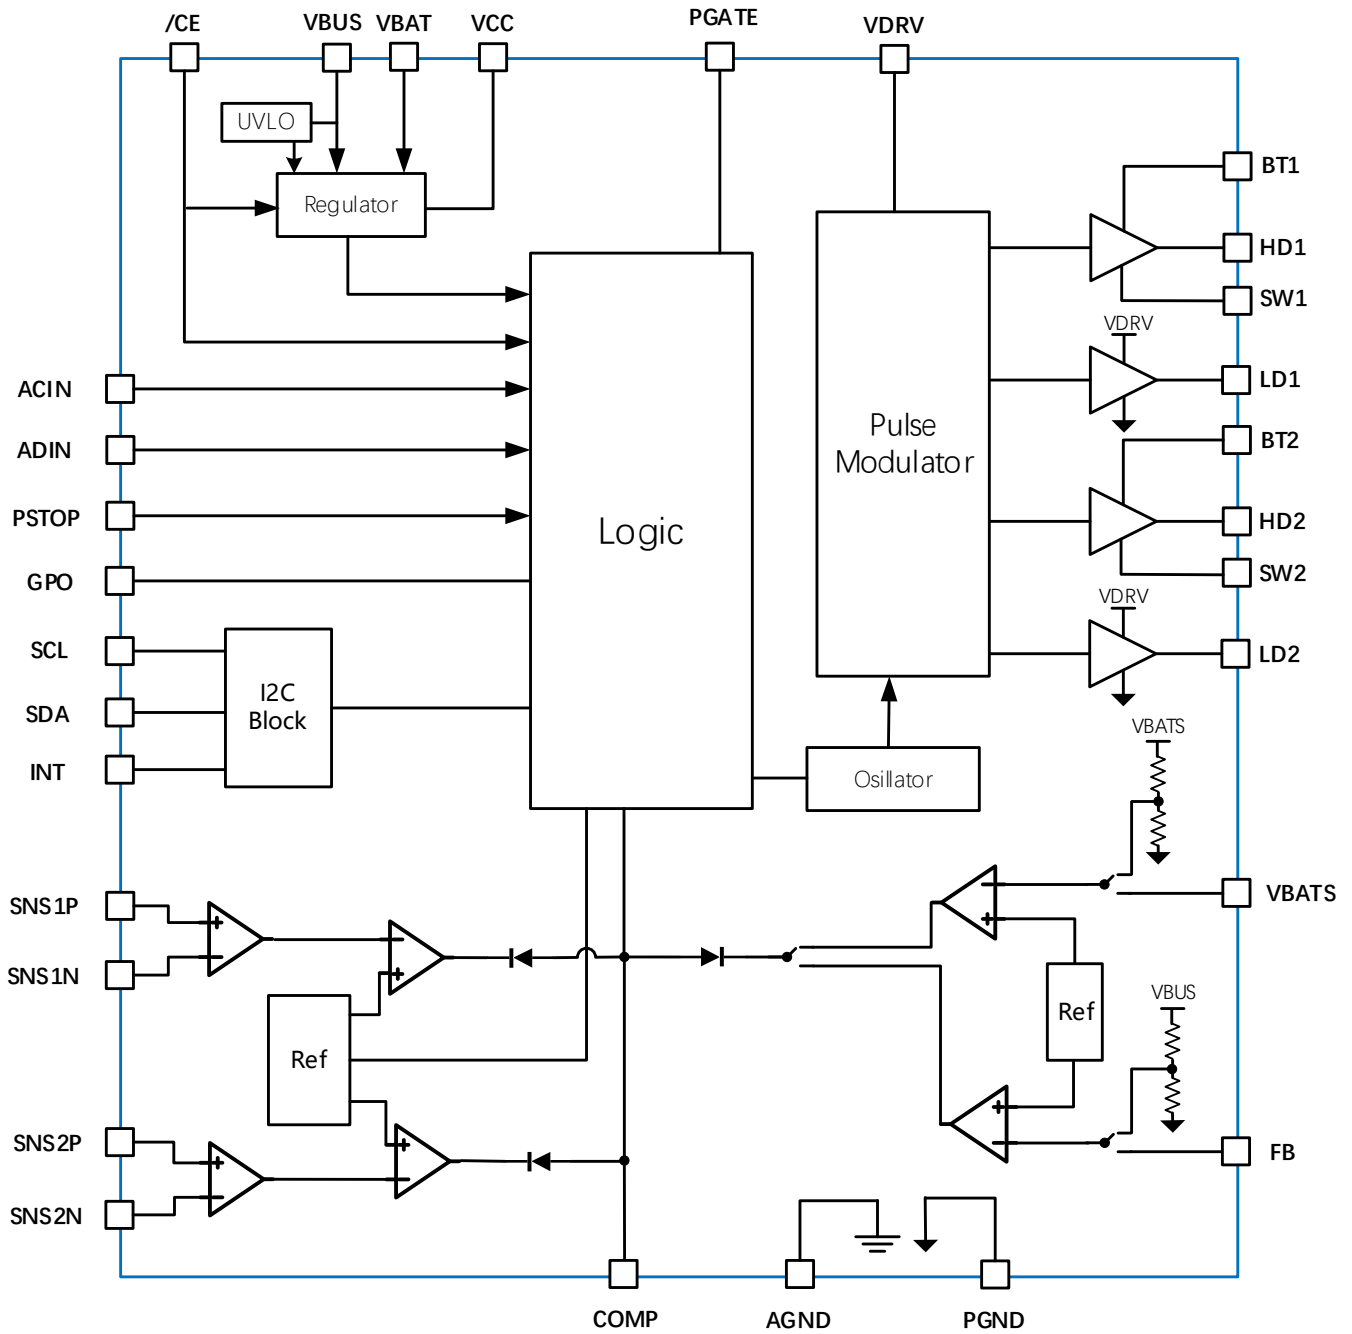 /CE
VBUS
VBAT
VCC
PGATE
VDRV
UVLO
Regulator
BT1
HD1
SW1
VDRV
LD1
ACIN
ADIN
PSTOP
GPO
Logic
Pulse
Modulator
BT2
HD2
SW2
VDRV
LD2
SCL
SDA
INT
I2C
Block
Osillator
VBATS
VBATS
SNS1P
SNS1N
Ref
Ref
VBUS
SNS2P
SNS2N
FB
COMP
AGND
PGND